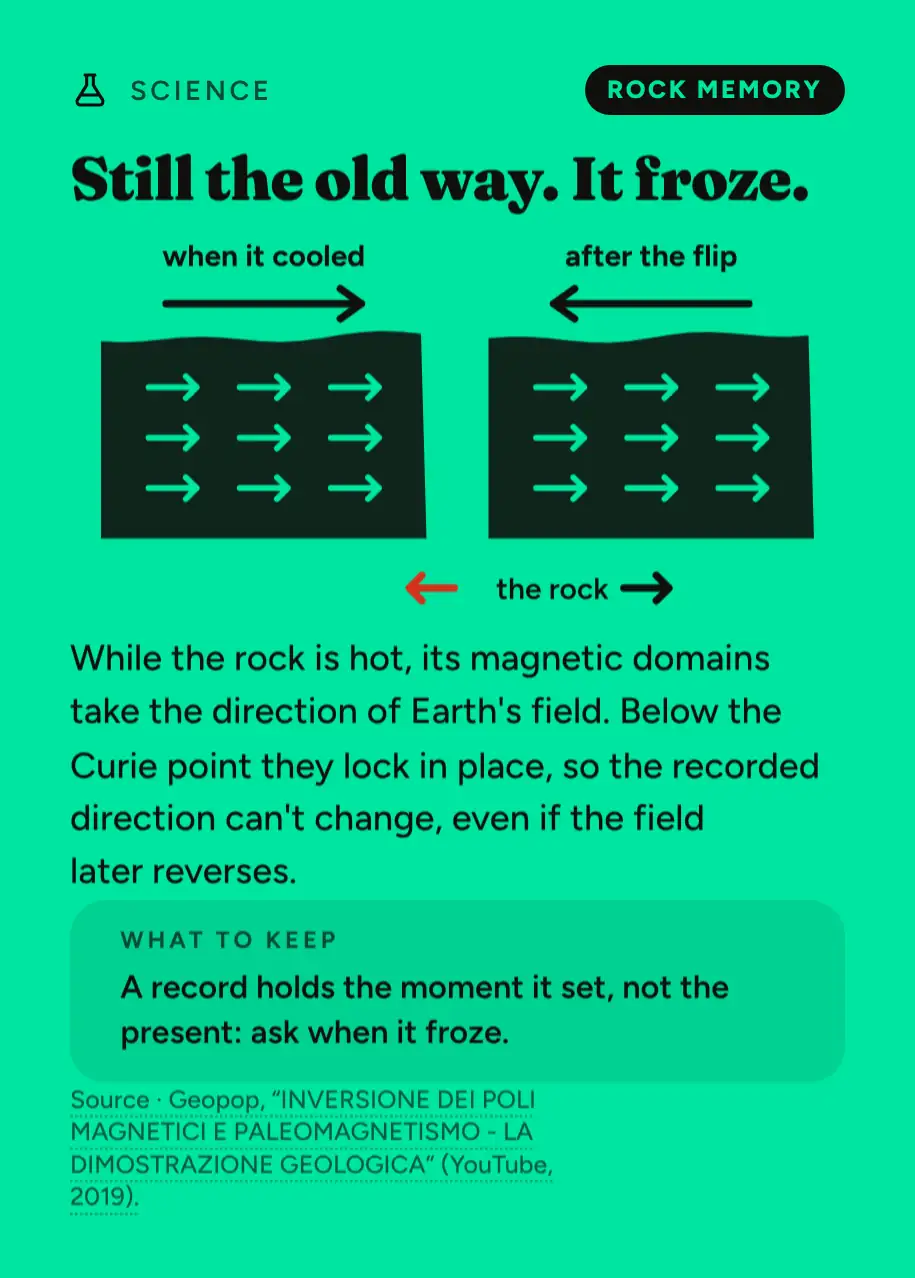 SCIENCE
ROCK MEMORY
Still the old way. It froze.
when it cooled
after the flip
the rock
While the rock is hot, its magnetic domains
take the direction of Earth's field. Below the
Curie point they lock in place, so the recorded
direction can't change, even if the field
later reverses.
WHAT TO KEEP
A record holds the moment it set, not the
present: ask when it froze.
Source · Geopop, “INVERSIONE DEI POLI
MAGNETICI E PALEOMAGNETISMO - LA
DIMOSTRAZIONE GEOLOGICA” (YouTube,
2019).